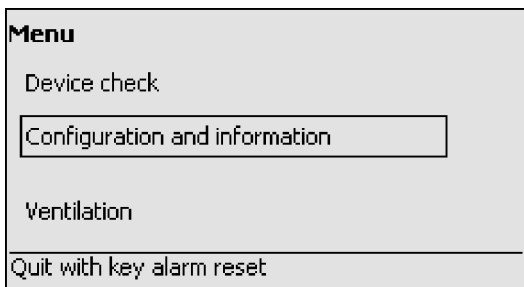 Menu
Device check
Configuration and information
Ventilation
Quit with key alarm reset